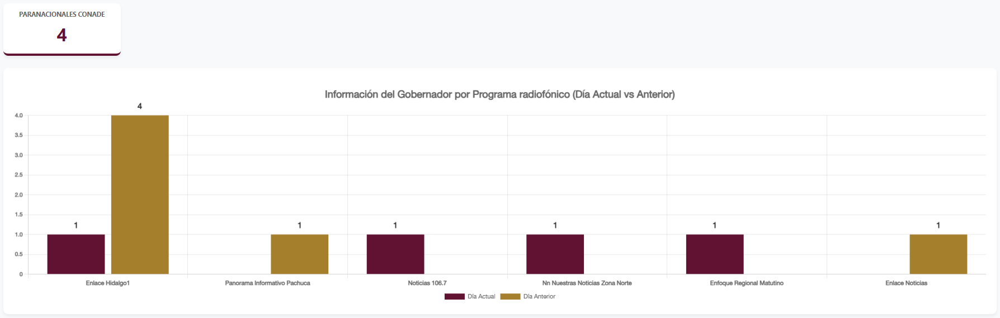 PARANACIONALES CONADE
4
Información del Gobernador por Programa radiofónico (Día Actual vs Anterior)
4.0
3.5
3.0
2.5
2.0
1.5
1.0
0.5
0
1
4
1
1
1
1
1
Enlace Hidalgo1
Panorama Informativo Pachuca
Noticias 106.7
Nn Nuestras Noticias Zona Norte
Enfoque Regional Matutino
Enlace Noticias
Día Actual
Día Anterior